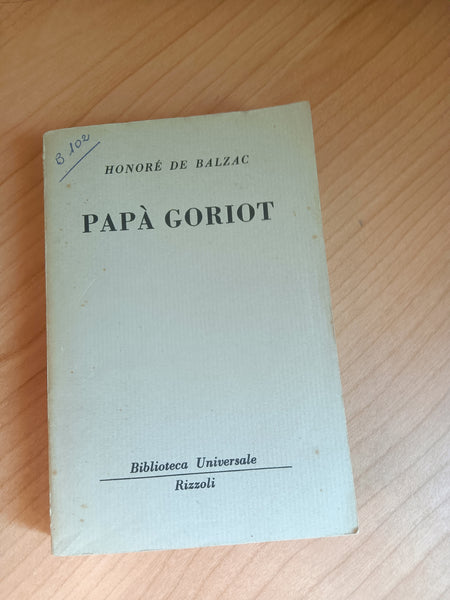 B 102
HONORÉ DE BALZAC
PAPÀ GORIOT
Biblioteca Universale
Rizzoli